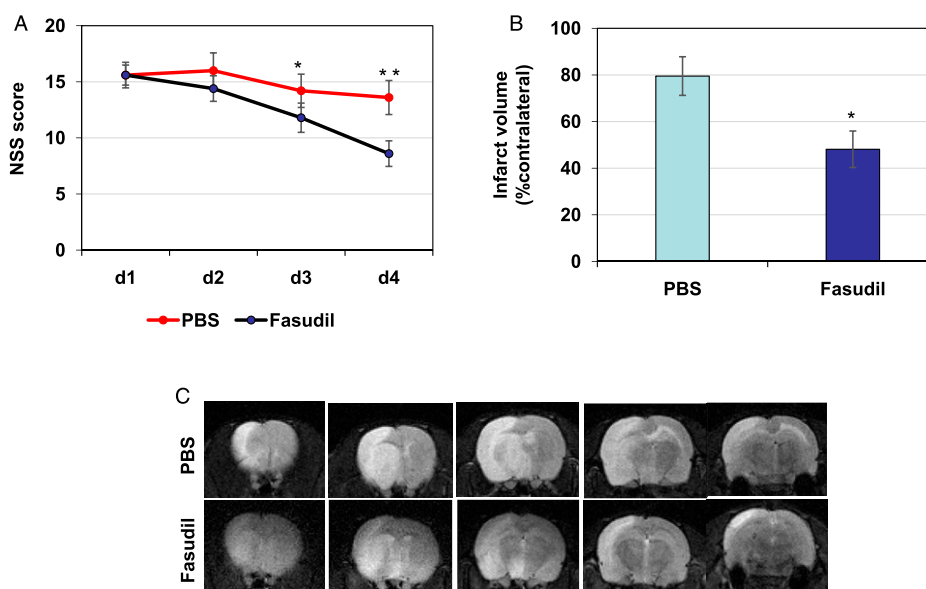 A
20
15
10
5
0
NSS score
*
* *
d1 d2 d3 d4
PBS Fasudil
B
100
80
60
40
20
0
Infarct volume
(%contralateral)
*
PBS Fasudil
C
PBS
Fasudil